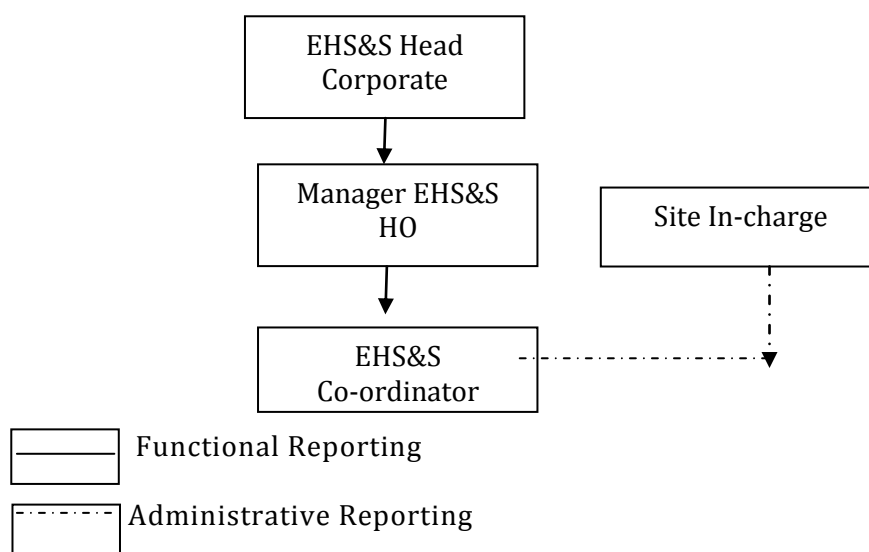 EHS&S Head
Corporate
Manager EHS&S
HO
Site In-charge
EHS&S
Co-ordinator
Functional Reporting
Administrative Reporting